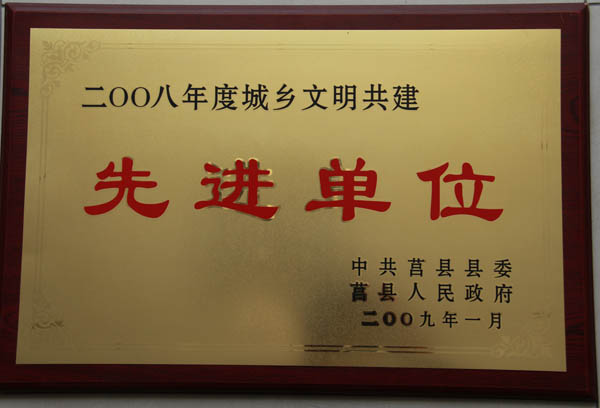 二OO八年度城乡文明共建
先进单位
中共莒县县委
莒县人民政府
二OO九年一月